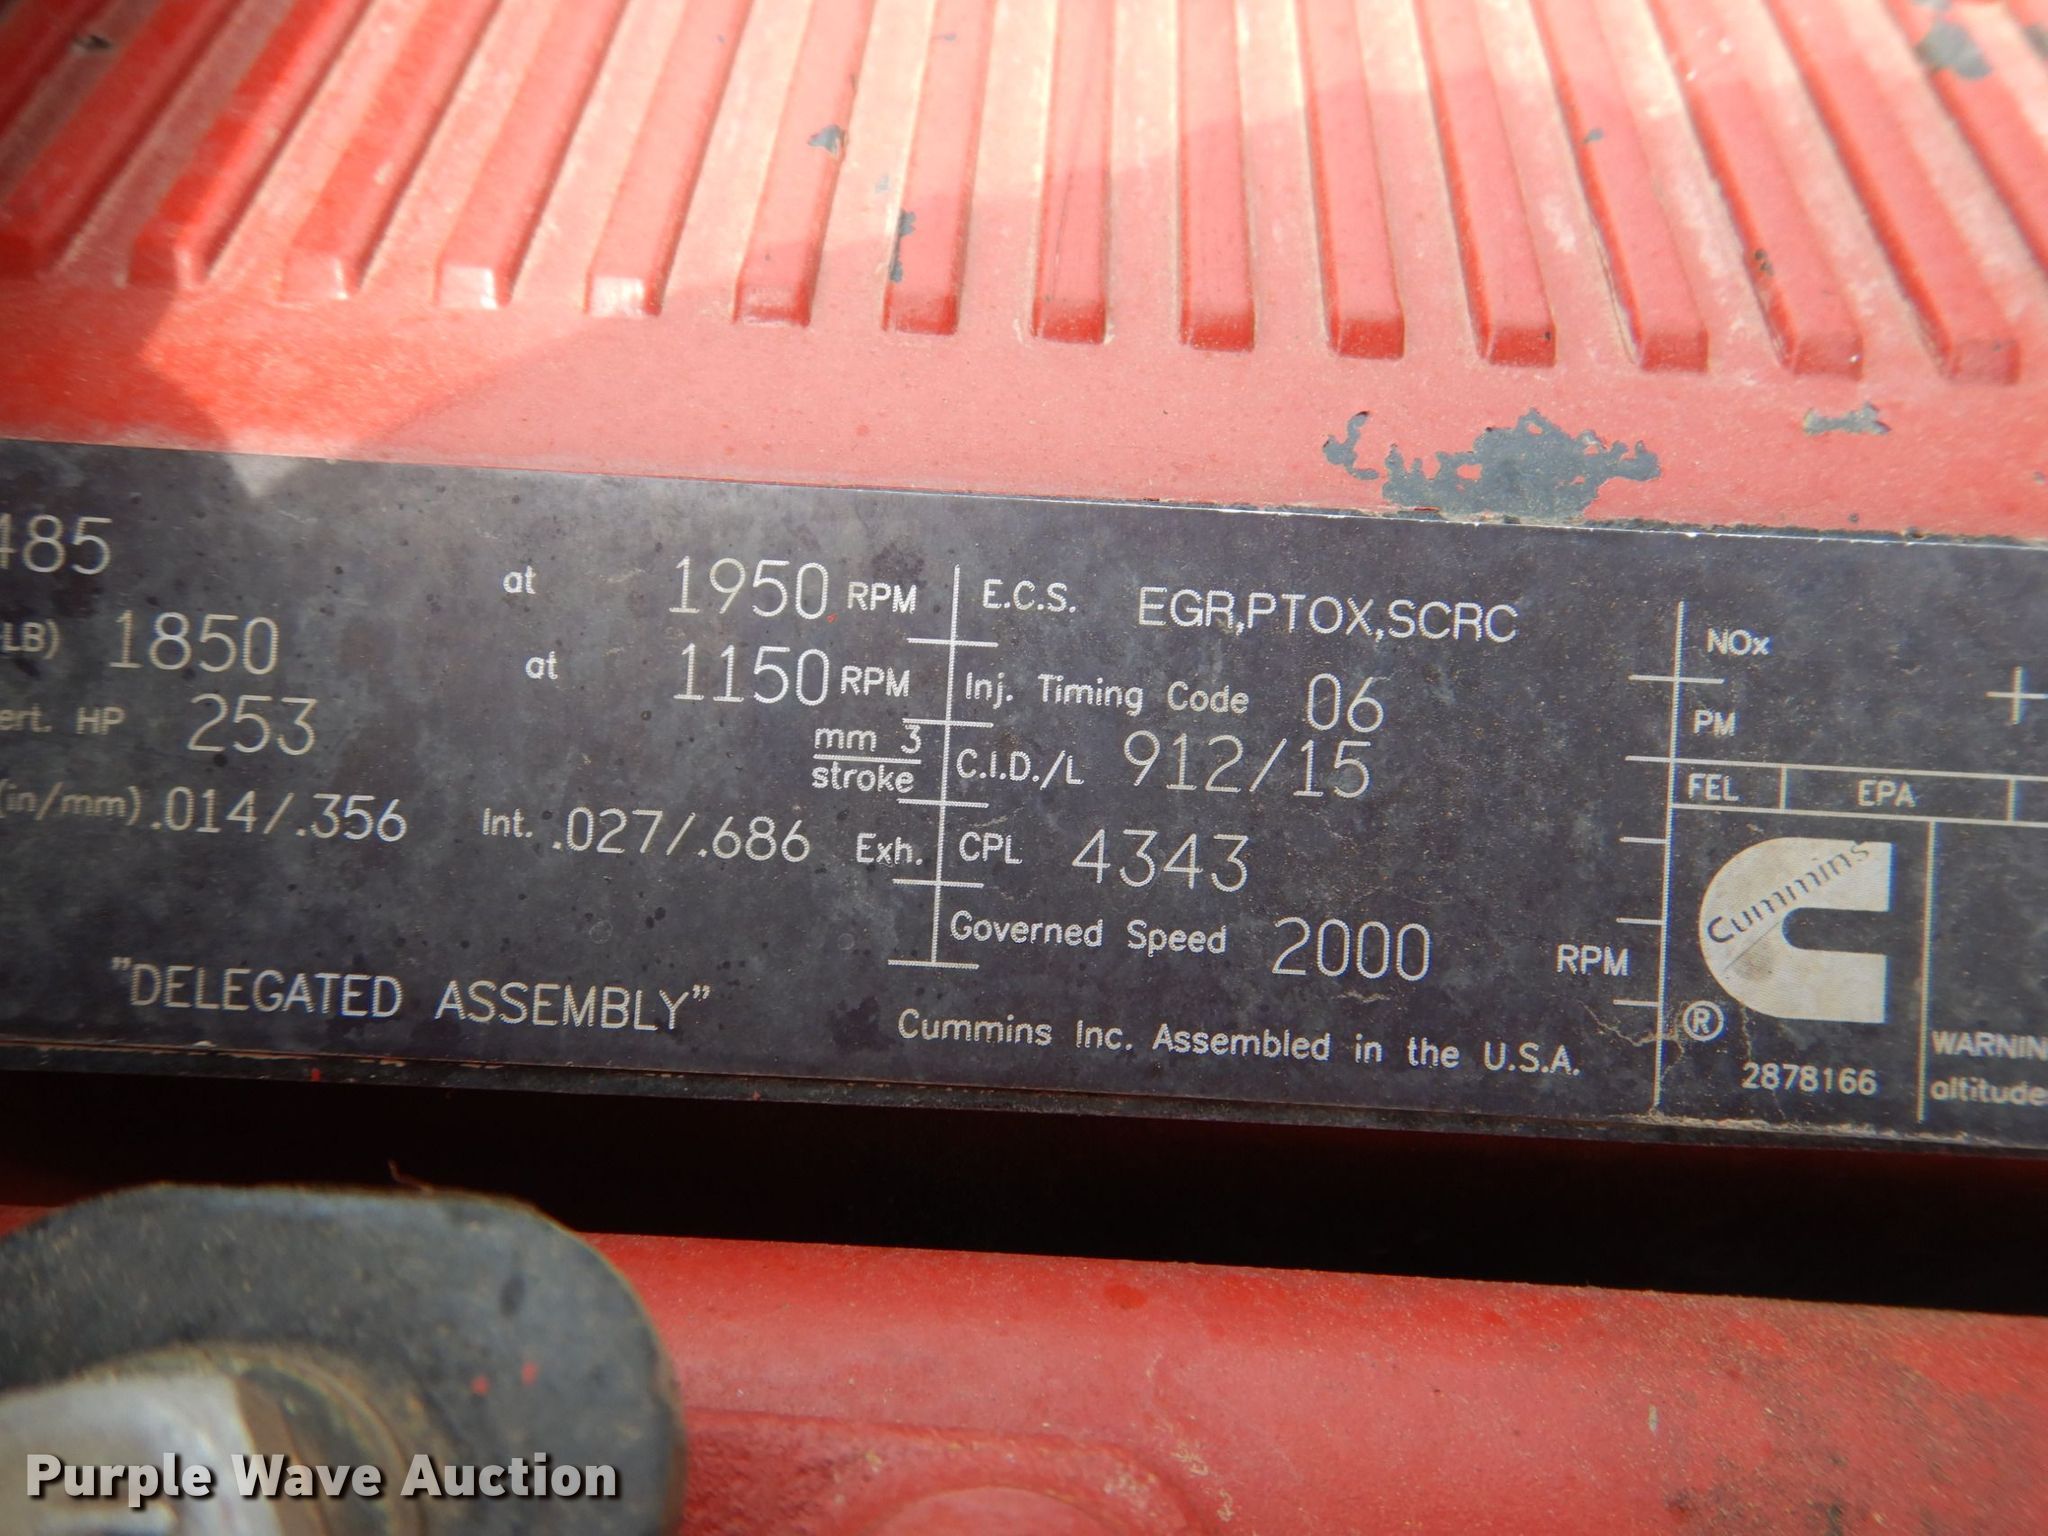 485 at 1950 RPM
LB) 1850 at 1150 RPM
ert. HP 253 mm 3
stroke
(in/mm) .014/.356 Int. .027/.686 Exh.
"DELEGATED ASSEMBLY"
E.C.S. EGR,PTOX,SCRC
Inj. Timing Code 06
C.I.D./L 912/15
CPL 4343
Governed Speed 2000 RPM
Cummins Inc. Assembled in the U.S.A.
NOx
PM
FEL EPA
Cummins
®
2878166
WARNIN
altitude
Purple Wave Auction